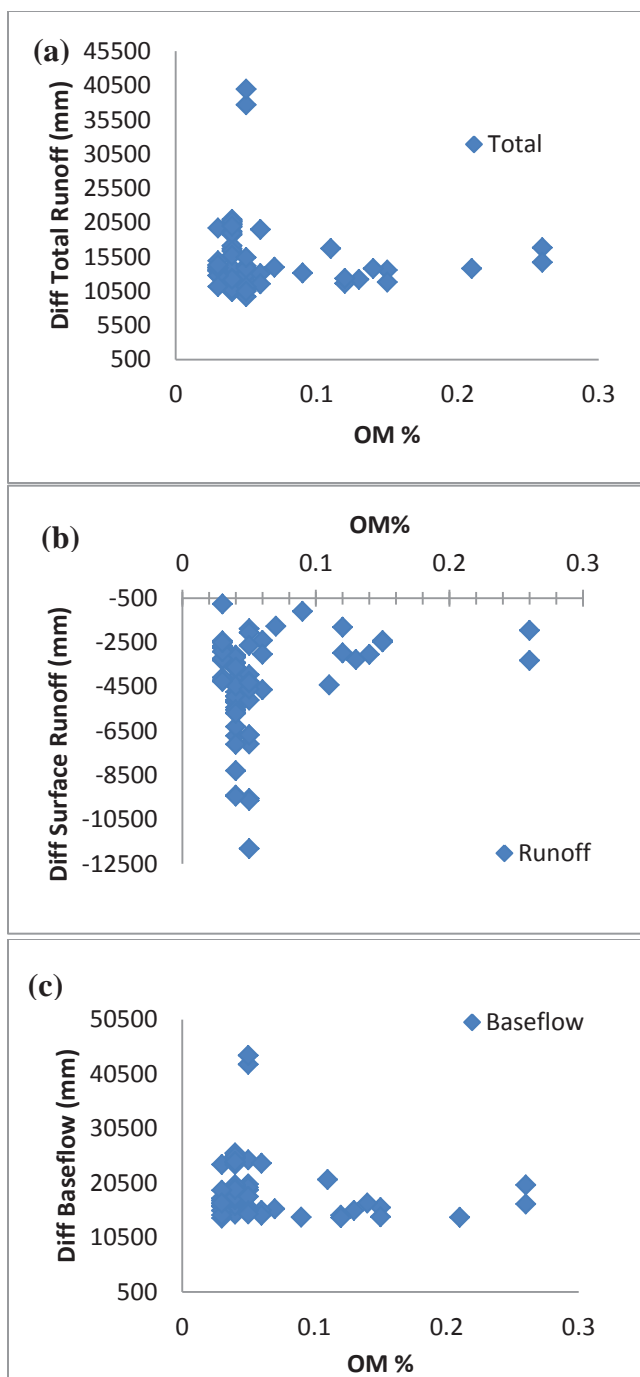 (a)
45500
40500
35500
30500
25500
20500
15500
10500
5500
500
Diff Total Runoff (mm)
Total
0 0.1 0.2 0.3
OM %
(b)
OM%
0 0.1 0.2 0.3
-500
-2500
-4500
-6500
-8500
-10500
-12500
Diff Surface Runoff (mm)
Runoff
(c)
50500
40500
30500
20500
10500
500
Diff Baseflow (mm)
Baseflow
0 0.1 0.2 0.3
OM %